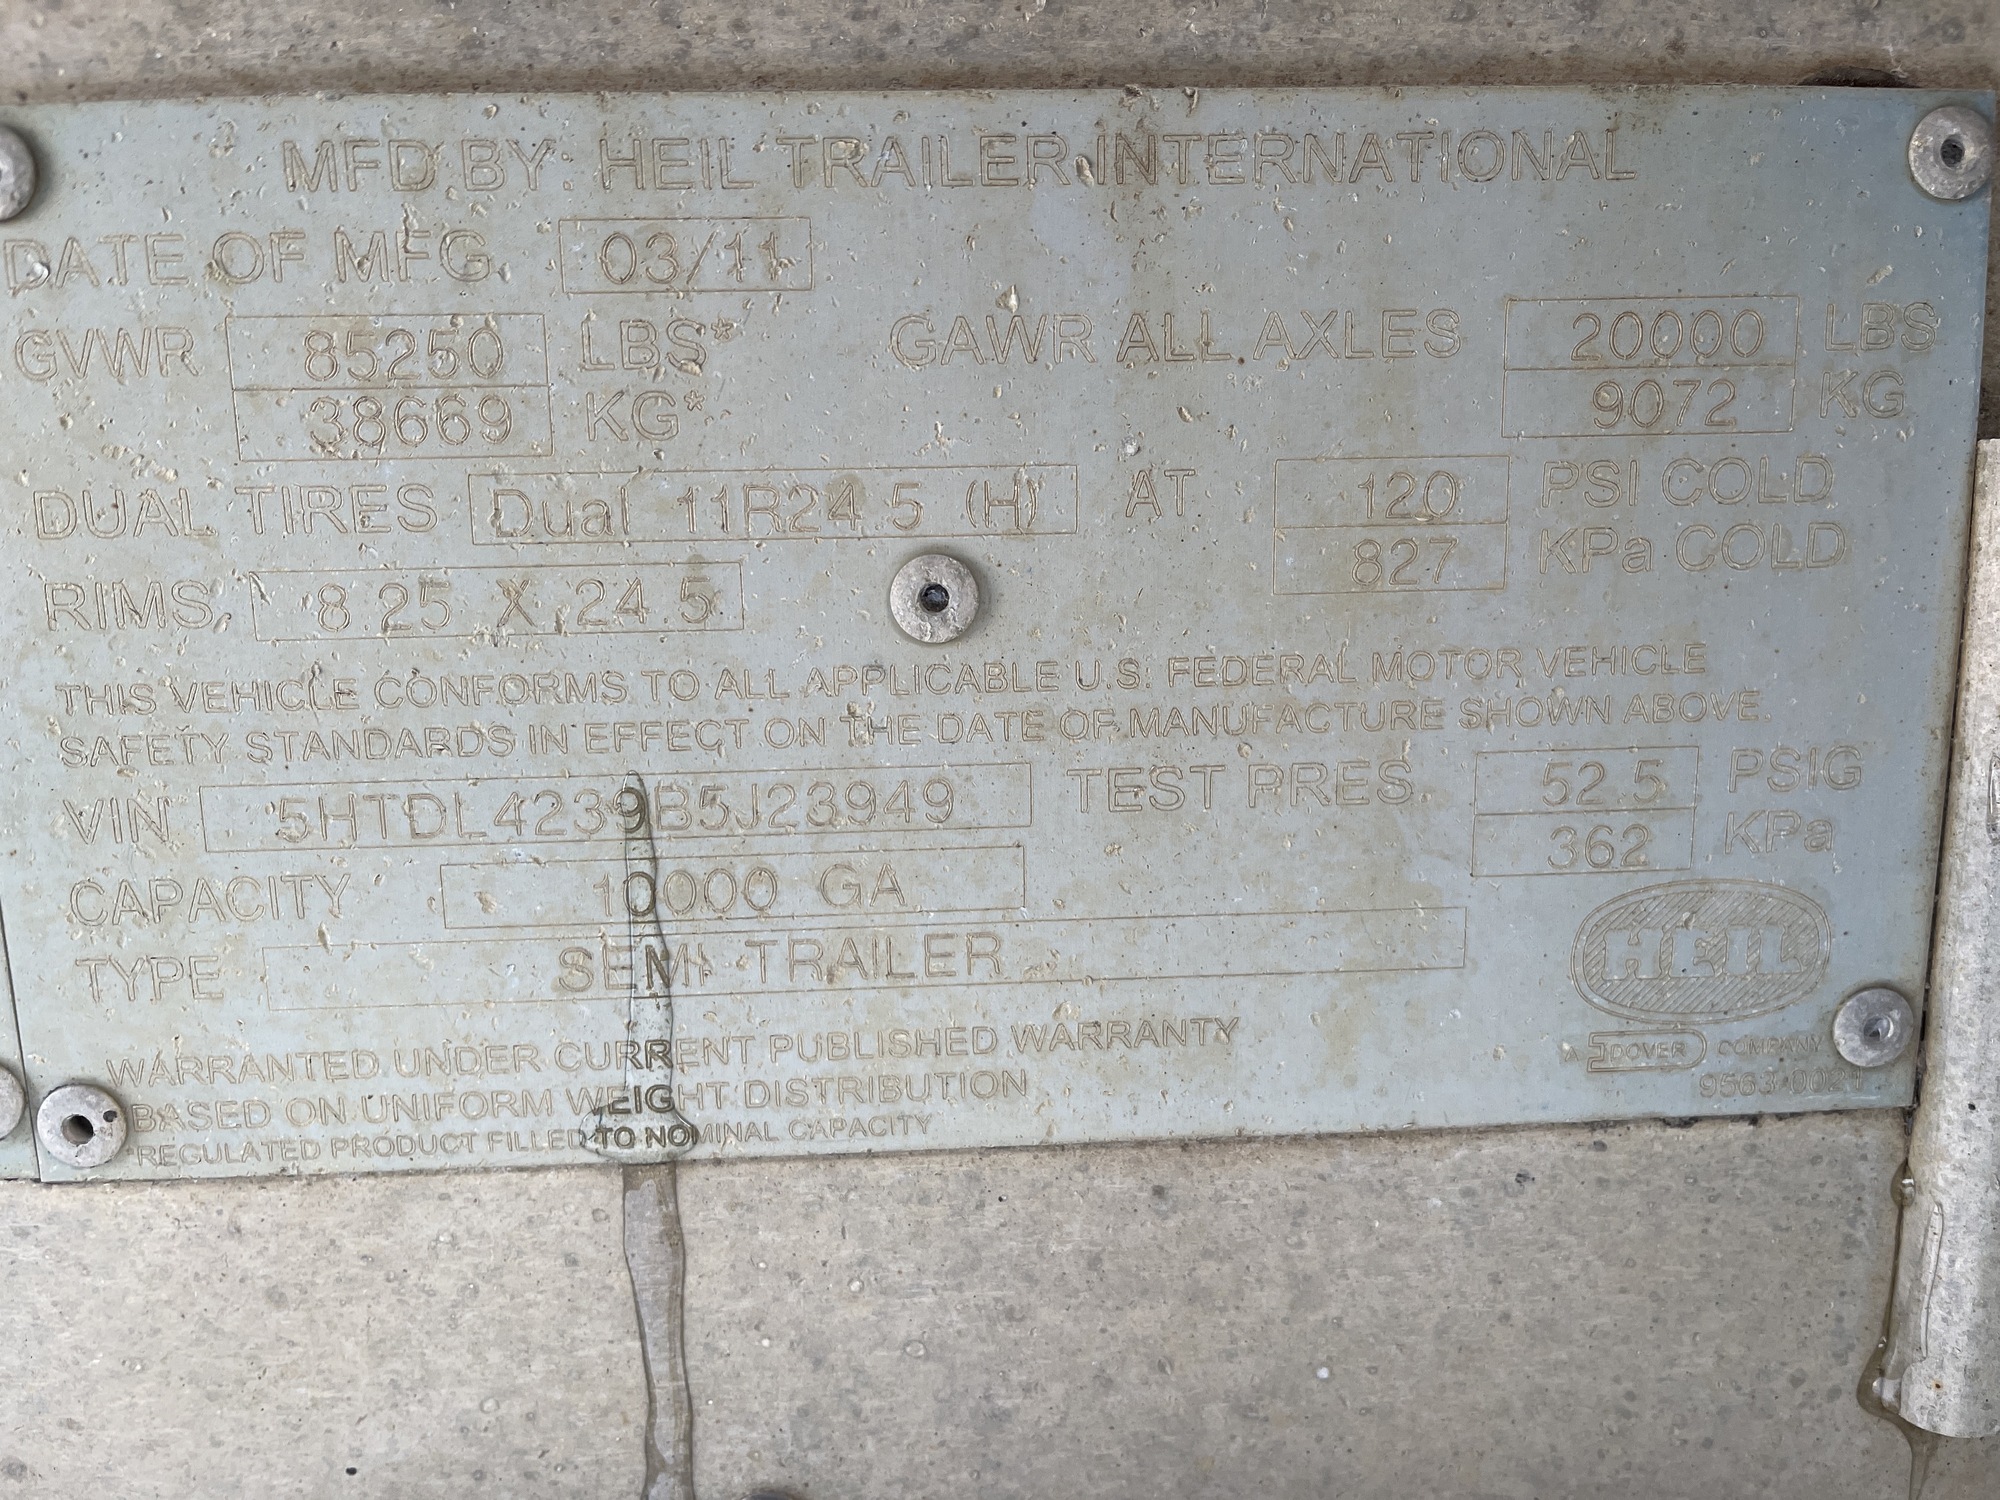 MFD BY: HEIL TRAILER INTERNATIONAL
DATE OF MFG 03/11
GVWR 85250 LBS* GAWR ALL AXLES 20000 LBS
38669 KG* 9072 KG
DUAL TIRES Dual 11R24.5 (H) AT 120 PSI COLD
827 KPa COLD
RIMS 8.25 X 24.5
THIS VEHICLE CONFORMS TO ALL APPLICABLE U.S. FEDERAL MOTOR VEHICLE
SAFETY STANDARDS IN EFFECT ON THE DATE OF MANUFACTURE SHOWN ABOVE.
VIN 5HTDL4239B5J23949 TEST PRES. 52.5 PSIG
362 KPa
CAPACITY 10000 GA
TYPE SEMI-TRAILER
HEIL
WARRANTED UNDER CURRENT PUBLISHED WARRANTY
A DOVER COMPANY
BASED ON UNIFORM WEIGHT DISTRIBUTION
*REGULATED PRODUCT FILLED TO NOMINAL CAPACITY